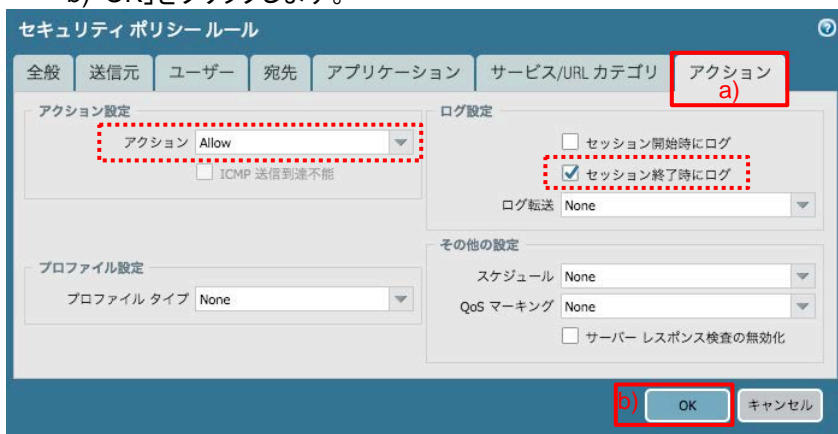 b) 「OK」をクリックします。
セキュリティ ポリシー ルール
全般 送信元 ユーザー 宛先 アプリケーション サービス/URL カテゴリ アクション
a)
アクション設定
アクション Allow
ICMP 送信到達不能
ログ設定
セッション開始時にログ
セッション終了時にログ
ログ転送 None
プロファイル設定
プロファイル タイプ None
その他の設定
スケジュール None
QoS マーキング None
サーバー レスポンス検査の無効化
b) OK キャンセル